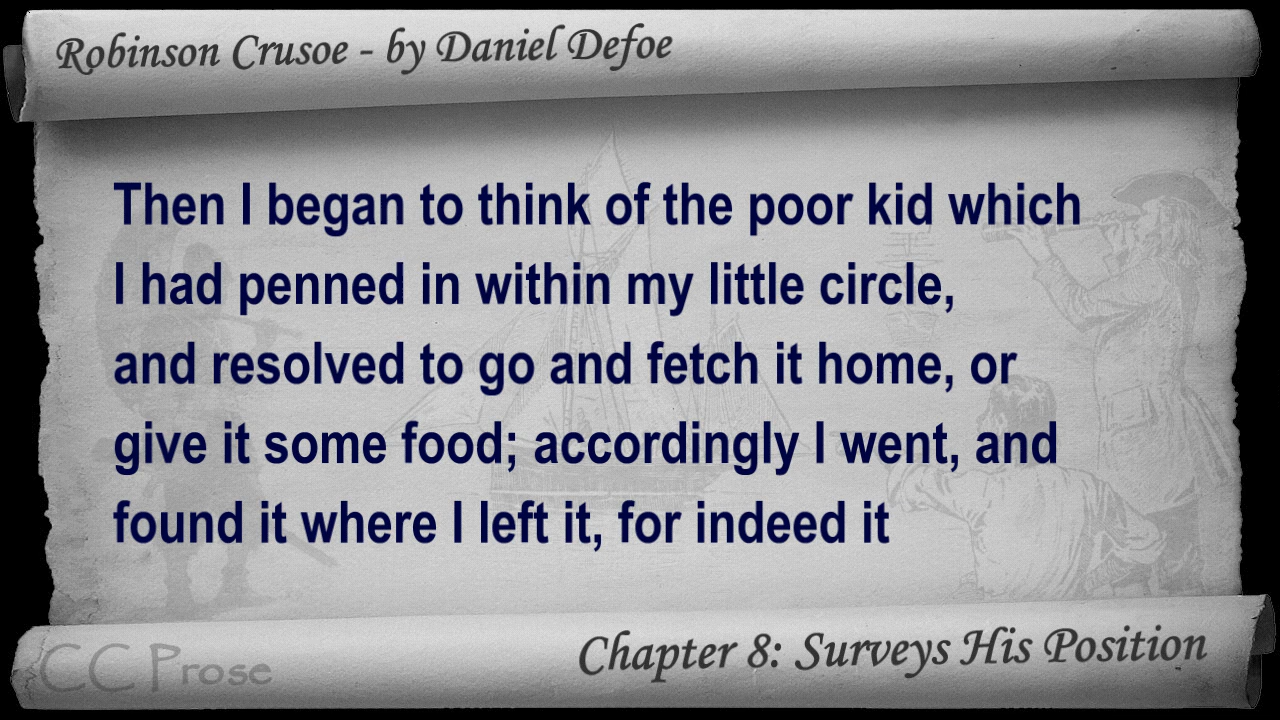 Robinson Crusoe - by Daniel Defoe
Then I began to think of the poor kid which
I had penned in within my little circle,
and resolved to go and fetch it home, or
give it some food; accordingly I went, and
found it where I left it, for indeed it
CC Prose
Chapter 8: Surveys His Position